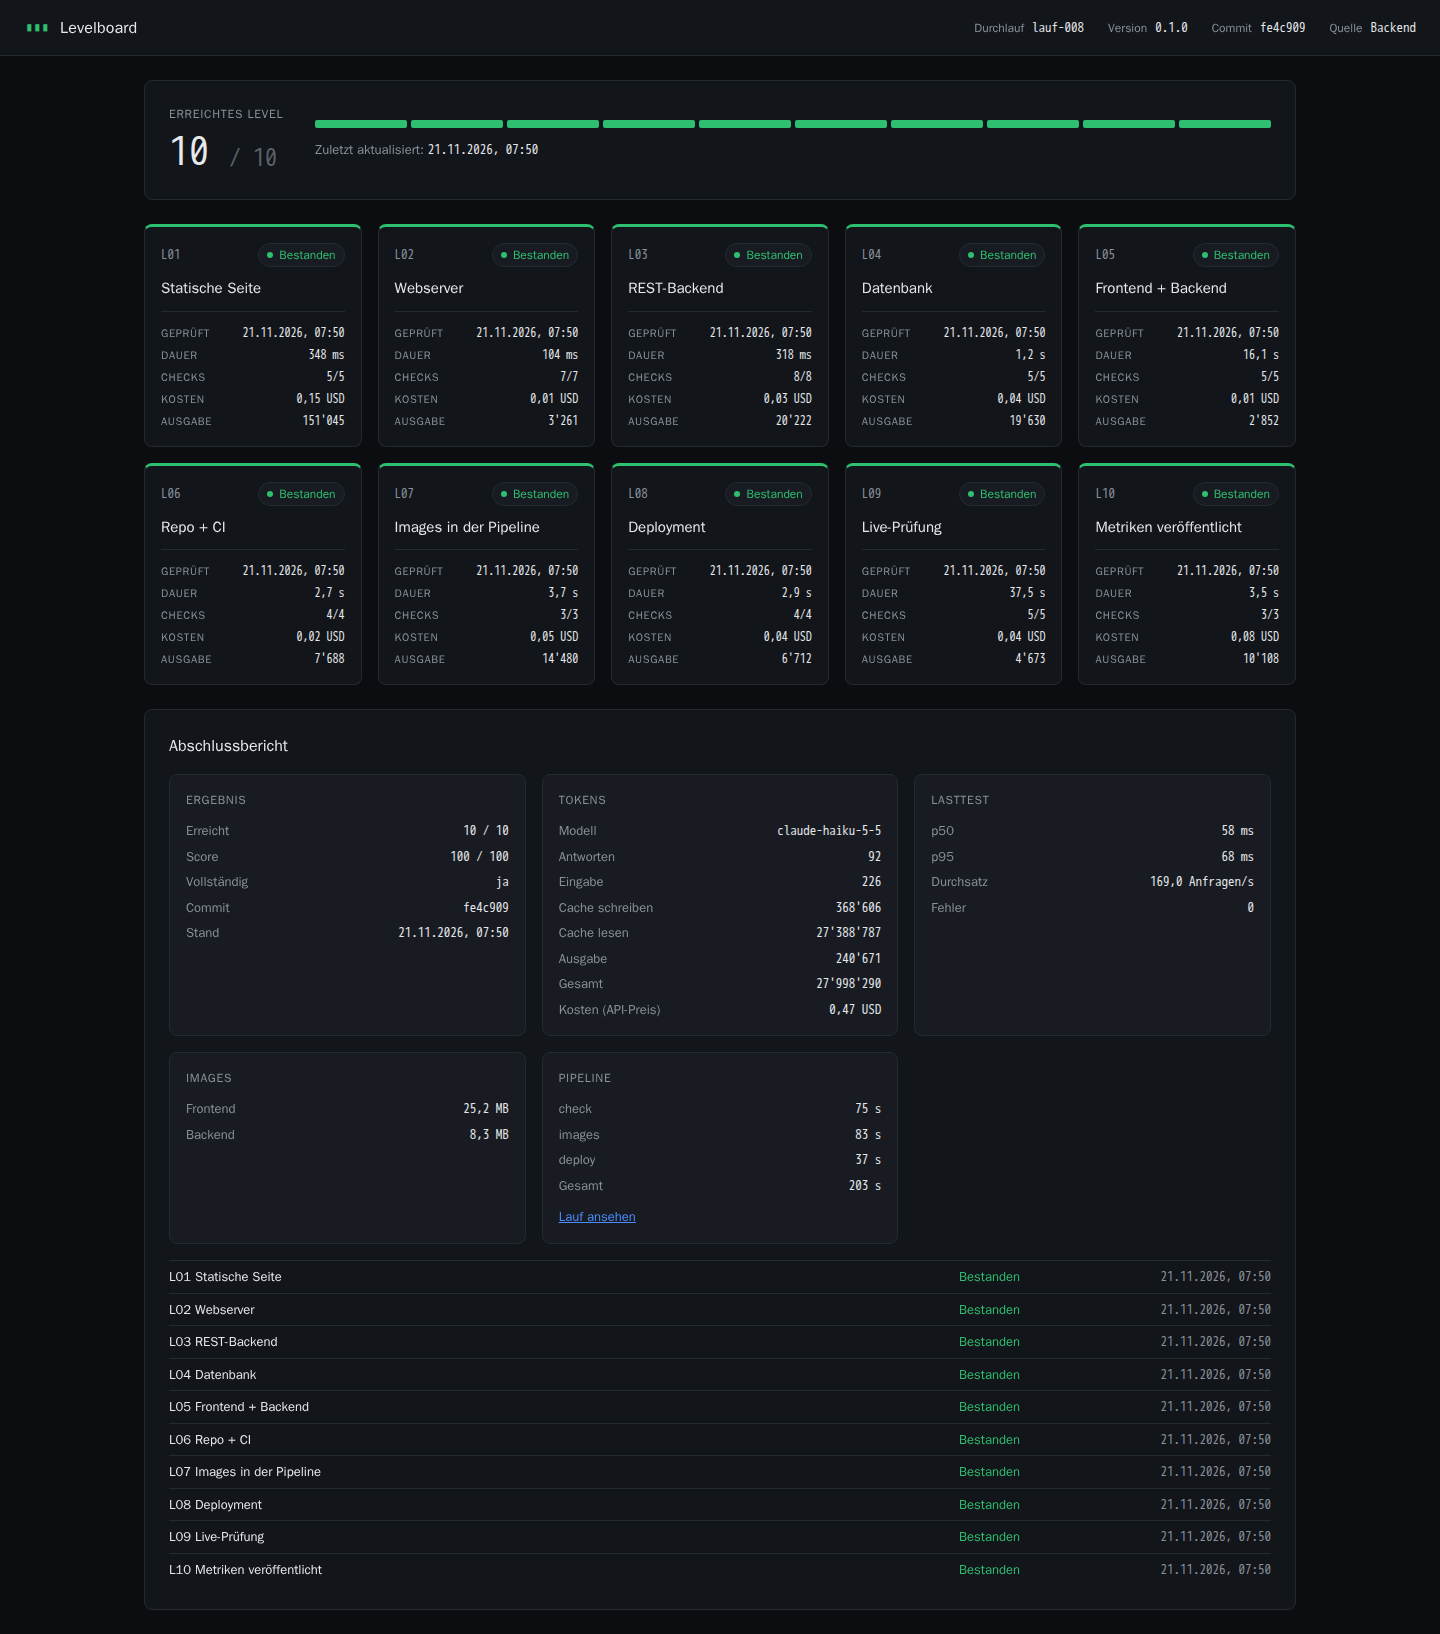 Levelboard Durchlauf lauf-008 Version 0.1.0 Commit fe4c909 Quelle Backend
ERREICHTES LEVEL
10 / 10
Zuletzt aktualisiert: 21.11.2026, 07:50
L01 Bestanden L02 Bestanden L03 Bestanden L04 Bestanden L05 Bestanden
Statische Seite Webserver REST-Backend Datenbank Frontend + Backend
GEPRÜFT 21.11.2026, 07:50 GEPRÜFT 21.11.2026, 07:50 GEPRÜFT 21.11.2026, 07:50 GEPRÜFT 21.11.2026, 07:50 GEPRÜFT 21.11.2026, 07:50
DAUER 348 ms DAUER 104 ms DAUER 318 ms DAUER 1,2 s DAUER 16,1 s
CHECKS 5/5 CHECKS 7/7 CHECKS 8/8 CHECKS 5/5 CHECKS 5/5
KOSTEN 0,15 USD KOSTEN 0,01 USD KOSTEN 0,03 USD KOSTEN 0,04 USD KOSTEN 0,01 USD
AUSGABE 151'045 AUSGABE 3'261 AUSGABE 20'222 AUSGABE 19'630 AUSGABE 2'852
L06 Bestanden L07 Bestanden L08 Bestanden L09 Bestanden L10 Bestanden
Repo + CI Images in der Pipeline Deployment Live-Prüfung Metriken veröffentlicht
GEPRÜFT 21.11.2026, 07:50 GEPRÜFT 21.11.2026, 07:50 GEPRÜFT 21.11.2026, 07:50 GEPRÜFT 21.11.2026, 07:50 GEPRÜFT 21.11.2026, 07:50
DAUER 2,7 s DAUER 3,7 s DAUER 2,9 s DAUER 37,5 s DAUER 3,5 s
CHECKS 4/4 CHECKS 3/3 CHECKS 4/4 CHECKS 5/5 CHECKS 3/3
KOSTEN 0,02 USD KOSTEN 0,05 USD KOSTEN 0,04 USD KOSTEN 0,04 USD KOSTEN 0,08 USD
AUSGABE 7'688 AUSGABE 14'480 AUSGABE 6'712 AUSGABE 4'673 AUSGABE 10'108
Abschlussbericht
ERGEBNIS
Erreicht 10 / 10
Score 100 / 100
Vollständig ja
Commit fe4c909
Stand 21.11.2026, 07:50
TOKENS
Modell claude-haiku-5-5
Antworten 92
Eingabe 226
Cache schreiben 368'606
Cache lesen 27'388'787
Ausgabe 240'671
Gesamt 27'998'290
Kosten (API-Preis) 0,47 USD
LASTTEST
p50 58 ms
p95 68 ms
Durchsatz 169,0 Anfragen/s
Fehler 0
IMAGES
Frontend 25,2 MB
Backend 8,3 MB
PIPELINE
check 75 s
images 83 s
deploy 37 s
Gesamt 203 s
Lauf ansehen
L01 Statische Seite Bestanden 21.11.2026, 07:50
L02 Webserver Bestanden 21.11.2026, 07:50
L03 REST-Backend Bestanden 21.11.2026, 07:50
L04 Datenbank Bestanden 21.11.2026, 07:50
L05 Frontend + Backend Bestanden 21.11.2026, 07:50
L06 Repo + CI Bestanden 21.11.2026, 07:50
L07 Images in der Pipeline Bestanden 21.11.2026, 07:50
L08 Deployment Bestanden 21.11.2026, 07:50
L09 Live-Prüfung Bestanden 21.11.2026, 07:50
L10 Metriken veröffentlicht Bestanden 21.11.2026, 07:50